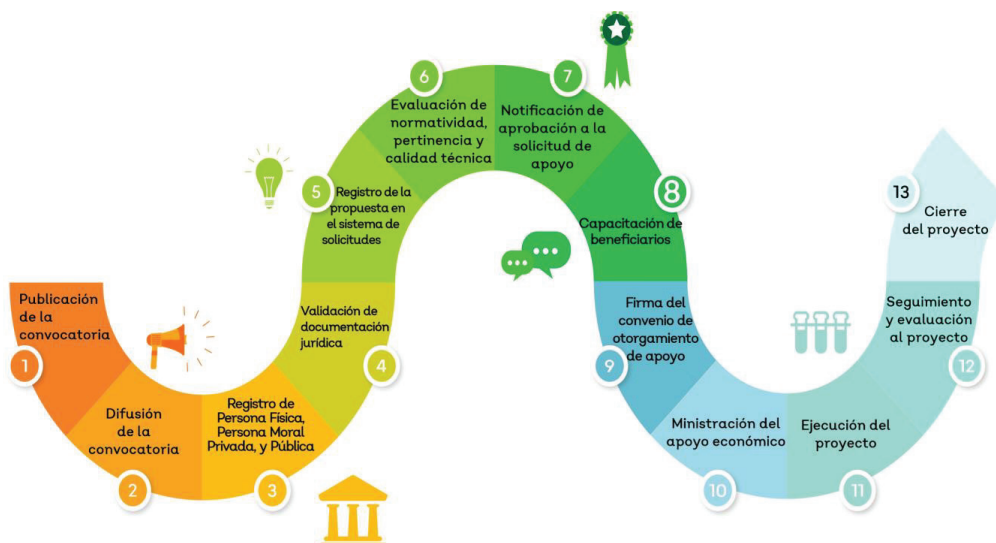 1
Publicación
de la
convocatoria
2
Difusión
de la
convocatoria
3
Registro de
Persona Física,
Persona Moral
Privada, y Pública
4
Validación de
documentación
jurídica
5
Registro de la
propuesta en
el sistema de
solicitudes
6
Evaluación de
normatividad,
pertinencia y
calidad técnica
7
Notificación de
aprobación a la
solicitud de
apoyo
8
Capacitación de
beneficiarios
9
Firma del
convenio de
otorgamiento
de apoyo
10
Ministración del
apoyo económico
11
Ejecución del
proyecto
12
Seguimiento
y evaluación
al proyecto
13
Cierre
del proyecto